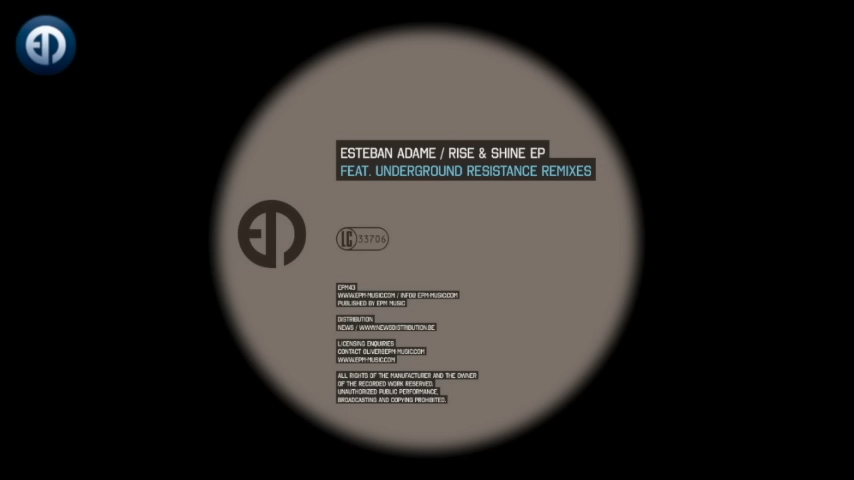 ESTEBAN ADAME / RISE & SHINE EP
FEAT. UNDERGROUND RESISTANCE REMIXES
LC 33706
EPM43
WWW.EPM-MUSIC.COM / INFO@ EPM-MUSIC.COM
PUBLISHED BY EPM MUSIC
DISTRIBUTION
NEWS / WWW.NEWSDISTRIBUTION.BE
LICENSING ENQUIRIES
CONTACT OLIVER@EPM-MUSIC.COM
WWW.EPM-MUSIC.COM
ALL RIGHTS OF THE MANUFACTURER AND THE OWNER
OF THE RECORDED WORK RESERVED.
UNAUTHORIZED PUBLIC PERFORMANCE,
BROADCASTING AND COPYING PROHIBITED.